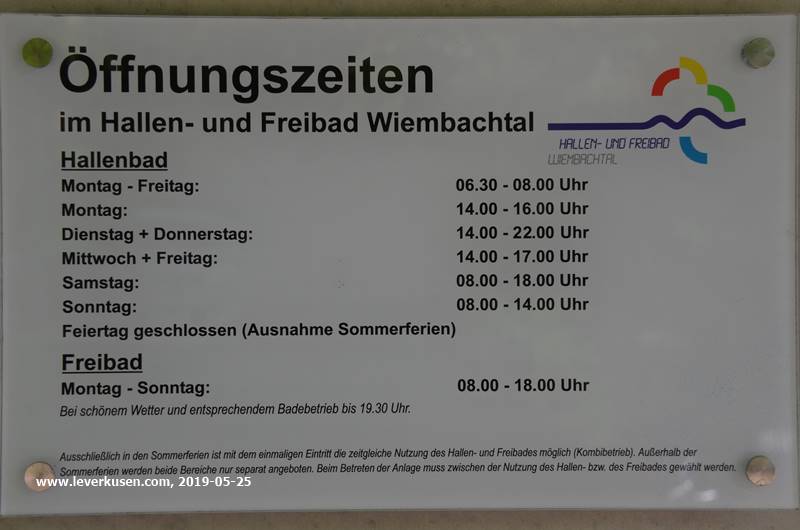 Öffnungszeiten
im Hallen- und Freibad Wiembachtal
HALLEN- UND FREIBAD
WIEMBACHTAL
Hallenbad
Montag - Freitag: 06.30 - 08.00 Uhr
Montag: 14.00 - 16.00 Uhr
Dienstag + Donnerstag: 14.00 - 22.00 Uhr
Mittwoch + Freitag: 14.00 - 17.00 Uhr
Samstag: 08.00 - 18.00 Uhr
Sonntag: 08.00 - 14.00 Uhr
Feiertag geschlossen (Ausnahme Sommerferien)
Freibad
Montag - Sonntag: 08.00 - 18.00 Uhr
Bei schönem Wetter und entsprechendem Badebetrieb bis 19.30 Uhr.
Ausschließlich in den Sommerferien ist mit dem einmaligen Eintritt die zeitgleiche Nutzung des Hallen- und Freibades möglich (Kombibetrieb). Außerhalb der
Sommerferien werden beide Bereiche nur separat angeboten. Beim Betreten der Anlage muss zwischen der Nutzung des Hallen- bzw. des Freibades gewählt werden.
www.leverkusen.com, 2019-05-25